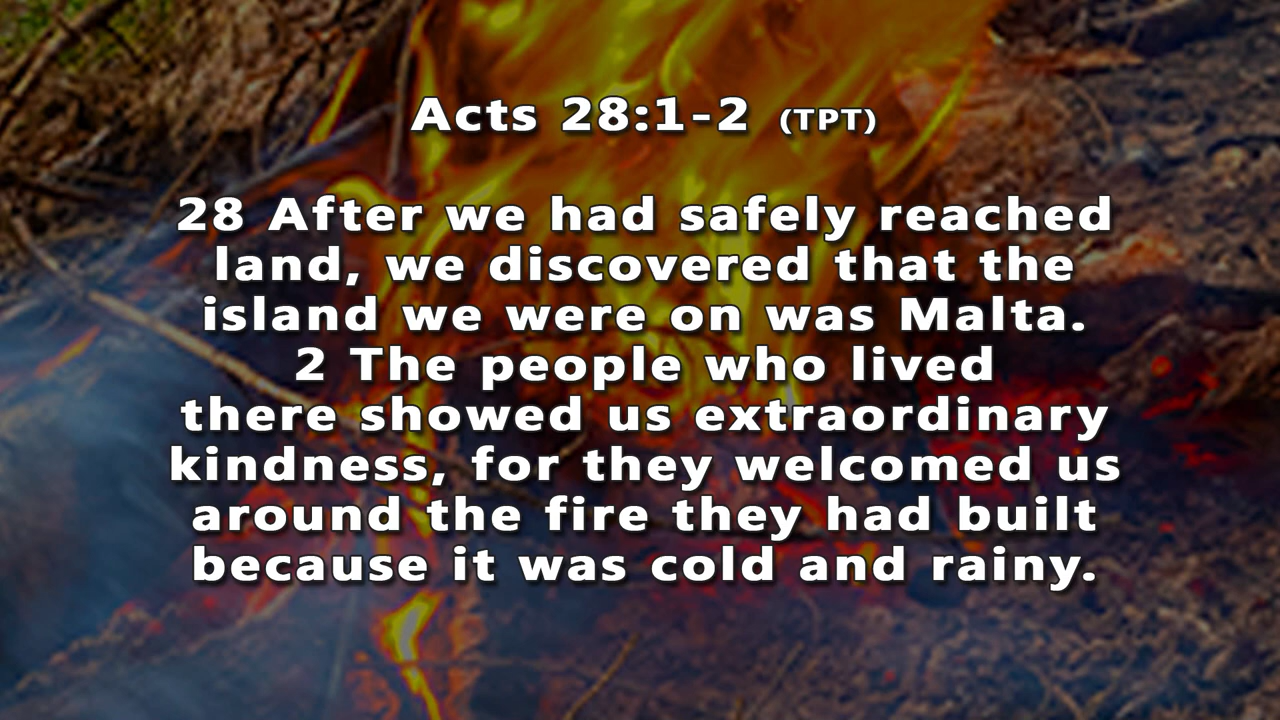 Acts 28:1-2 (TPT)
28 After we had safely reached
land, we discovered that the
island we were on was Malta.
2 The people who lived
there showed us extraordinary
kindness, for they welcomed us
around the fire they had built
because it was cold and rainy.